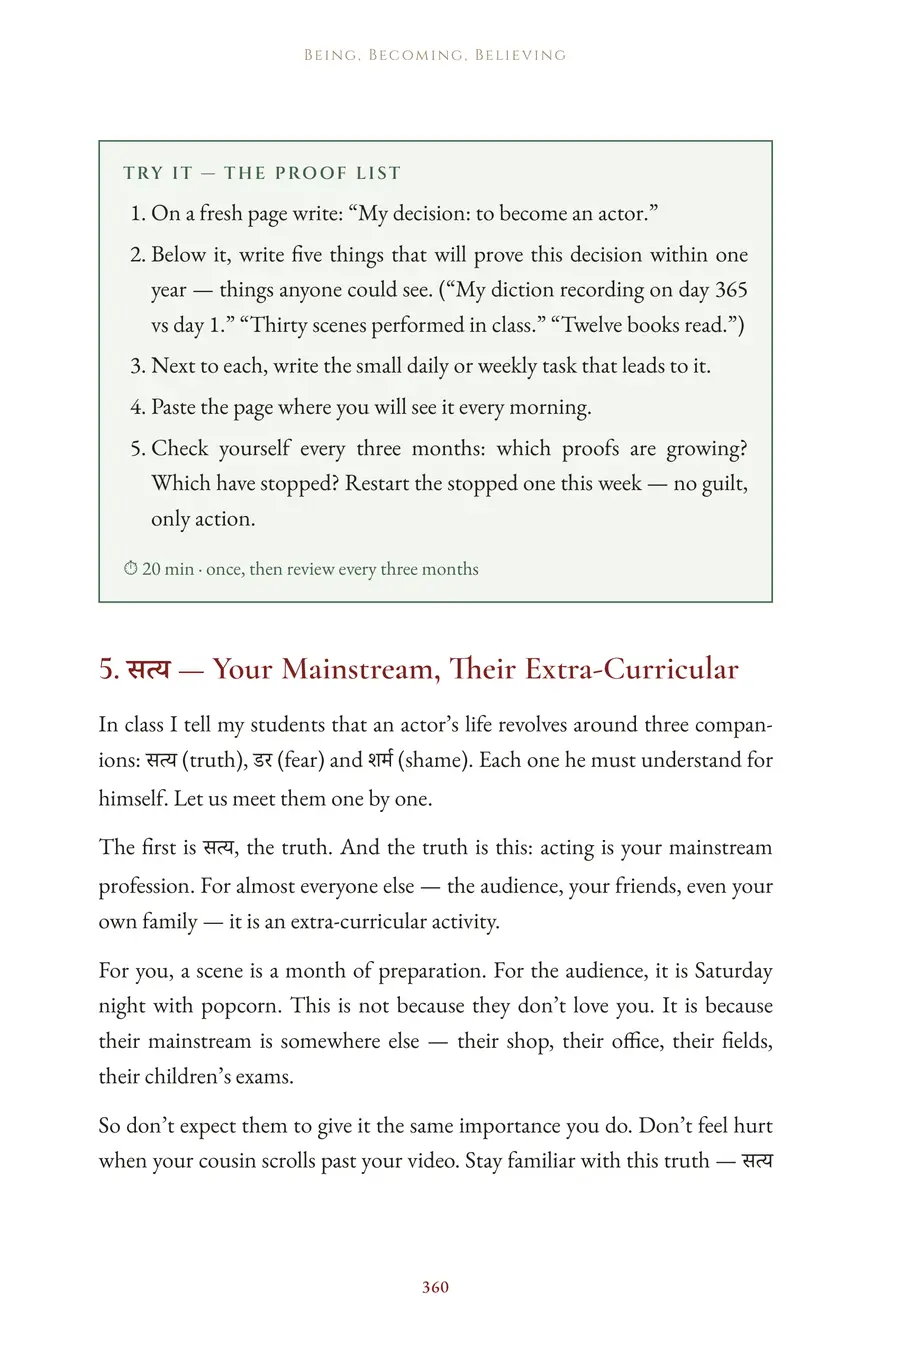 Being, Becoming, Believing
TRY IT — THE PROOF LIST
1. On a fresh page write: “My decision: to become an actor.”
2. Below it, write five things that will prove this decision within one
year — things anyone could see. (“My diction recording on day 365
vs day 1.” “Thirty scenes performed in class.” “Twelve books read.”)
3. Next to each, write the small daily or weekly task that leads to it.
4. Paste the page where you will see it every morning.
5. Check yourself every three months: which proofs are growing?
Which have stopped? Restart the stopped one this week — no guilt,
only action.
⏱ 20 min · once, then review every three months
5. सत्य — Your Mainstream, Their Extra-Curricular
In class I tell my students that an actor’s life revolves around three compan-
ions: सत्य (truth), डर (fear) and शर्म (shame). Each one he must understand for
himself. Let us meet them one by one.
The first is सत्य, the truth. And the truth is this: acting is your mainstream
profession. For almost everyone else — the audience, your friends, even your
own family — it is an extra-curricular activity.
For you, a scene is a month of preparation. For the audience, it is Saturday
night with popcorn. This is not because they don’t love you. It is because
their mainstream is somewhere else — their shop, their office, their fields,
their children’s exams.
So don’t expect them to give it the same importance you do. Don’t feel hurt
when your cousin scrolls past your video. Stay familiar with this truth — सत्य
360